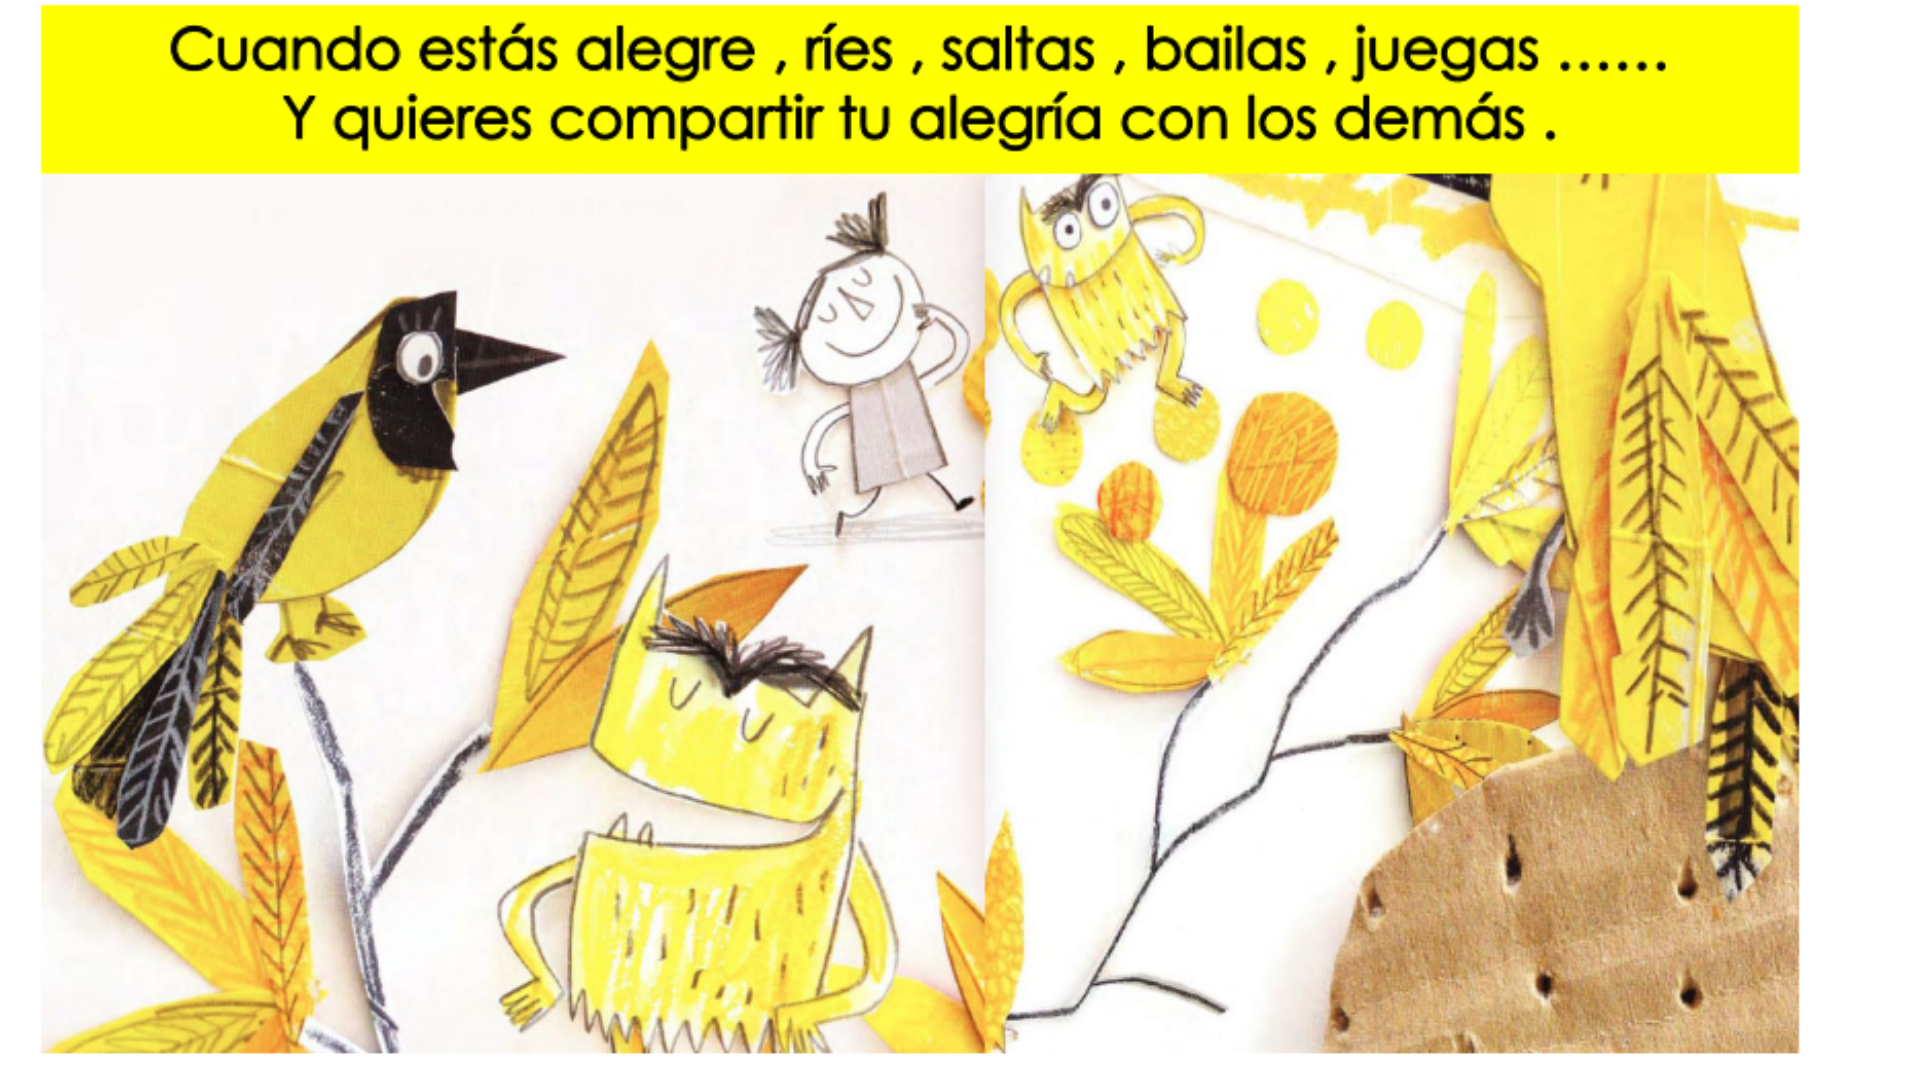 Cuando estás alegre , ríes , saltas , bailas , juegas ......
Y quieres compartir tu alegría con los demás .